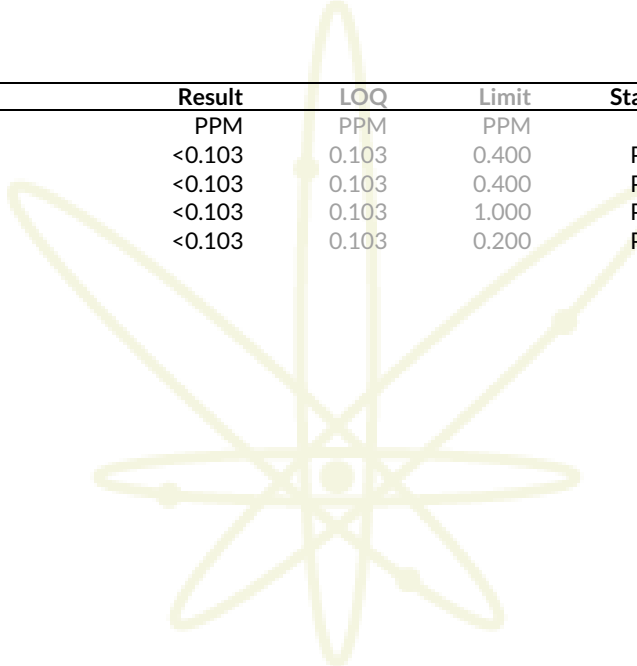 Result LOQ Limit Sta
PPM PPM PPM
<0.103 0.103 0.400 P
<0.103 0.103 0.400 P
<0.103 0.103 1.000 P
<0.103 0.103 0.200 P